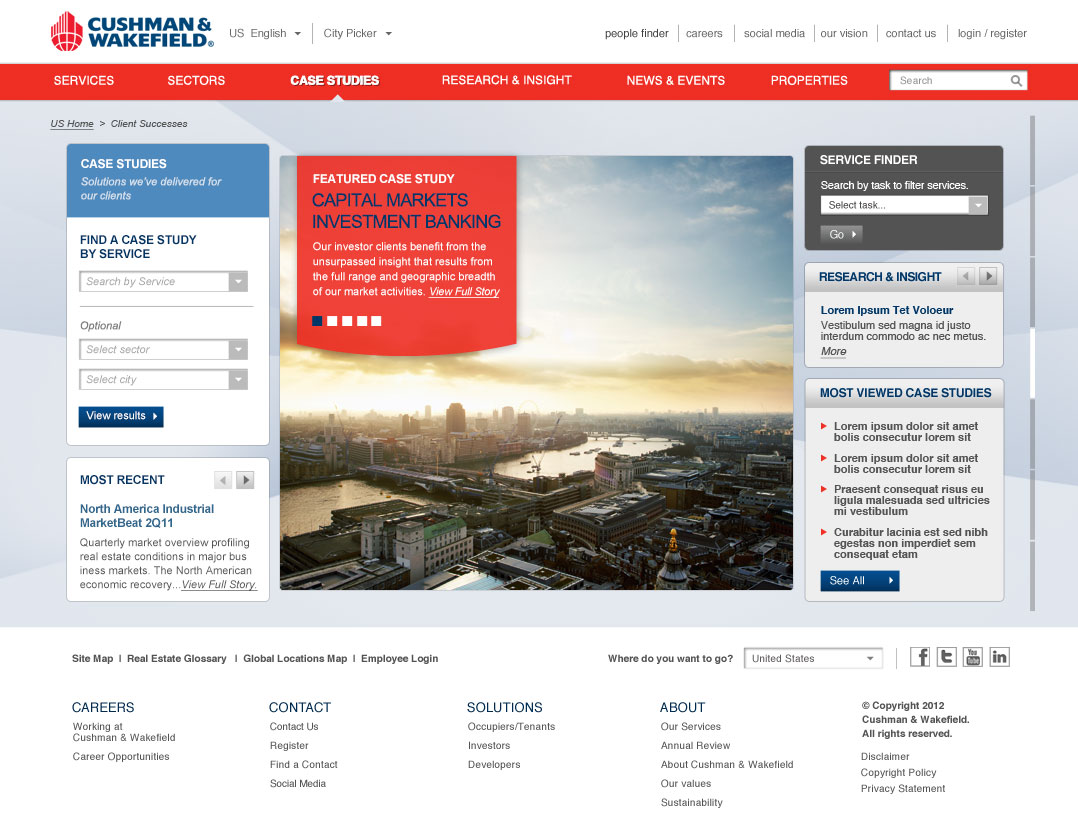 CUSHMAN &
WAKEFIELD®
US English
City Picker
people finder
careers
social media
our vision
contact us
login / register
SERVICES
SECTORS
CASE STUDIES
RESEARCH & INSIGHT
NEWS & EVENTS
PROPERTIES
Search
US Home > Client Successes
CASE STUDIES
Solutions we've delivered for
our clients
FIND A CASE STUDY
BY SERVICE
Search by Service
Optional
Select sector
Select city
View results
MOST RECENT
North America Industrial
MarketBeat 2Q11
Quarterly market overview profiling
real estate conditions in major bus
iness markets. The North American
economic recovery...View Full Story.
FEATURED CASE STUDY
CAPITAL MARKETS
INVESTMENT BANKING
Our investor clients benefit from the
unsurpassed insight that results from
the full range and geographic breadth
of our market activities. View Full Story
SERVICE FINDER
Search by task to filter services.
Select task...
Go
RESEARCH & INSIGHT
Lorem Ipsum Tet Voloeur
Vestibulum sed magna id justo
interdum commodo ac nec metus.
More
MOST VIEWED CASE STUDIES
Lorem ipsum dolor sit amet
bolis consecutur lorem sit
Lorem ipsum dolor sit amet
bolis consecutur lorem sit
Praesent consequat risus eu
ligula malesuada sed ultricies
mi vestibulum
Curabitur lacinia est sed nibh
egestas non imperdiet sem
consequat etam
See All
Site Map | Real Estate Glossary | Global Locations Map | Employee Login
Where do you want to go?
United States
f
t
You Tube
in
CAREERS
Working at
Cushman & Wakefield
Career Opportunities
CONTACT
Contact Us
Register
Find a Contact
Social Media
SOLUTIONS
Occupiers/Tenants
Investors
Developers
ABOUT
Our Services
Annual Review
About Cushman & Wakefield
Our values
Sustainability
© Copyright 2012
Cushman & Wakefield.
All rights reserved.
Disclaimer
Copyright Policy
Privacy Statement